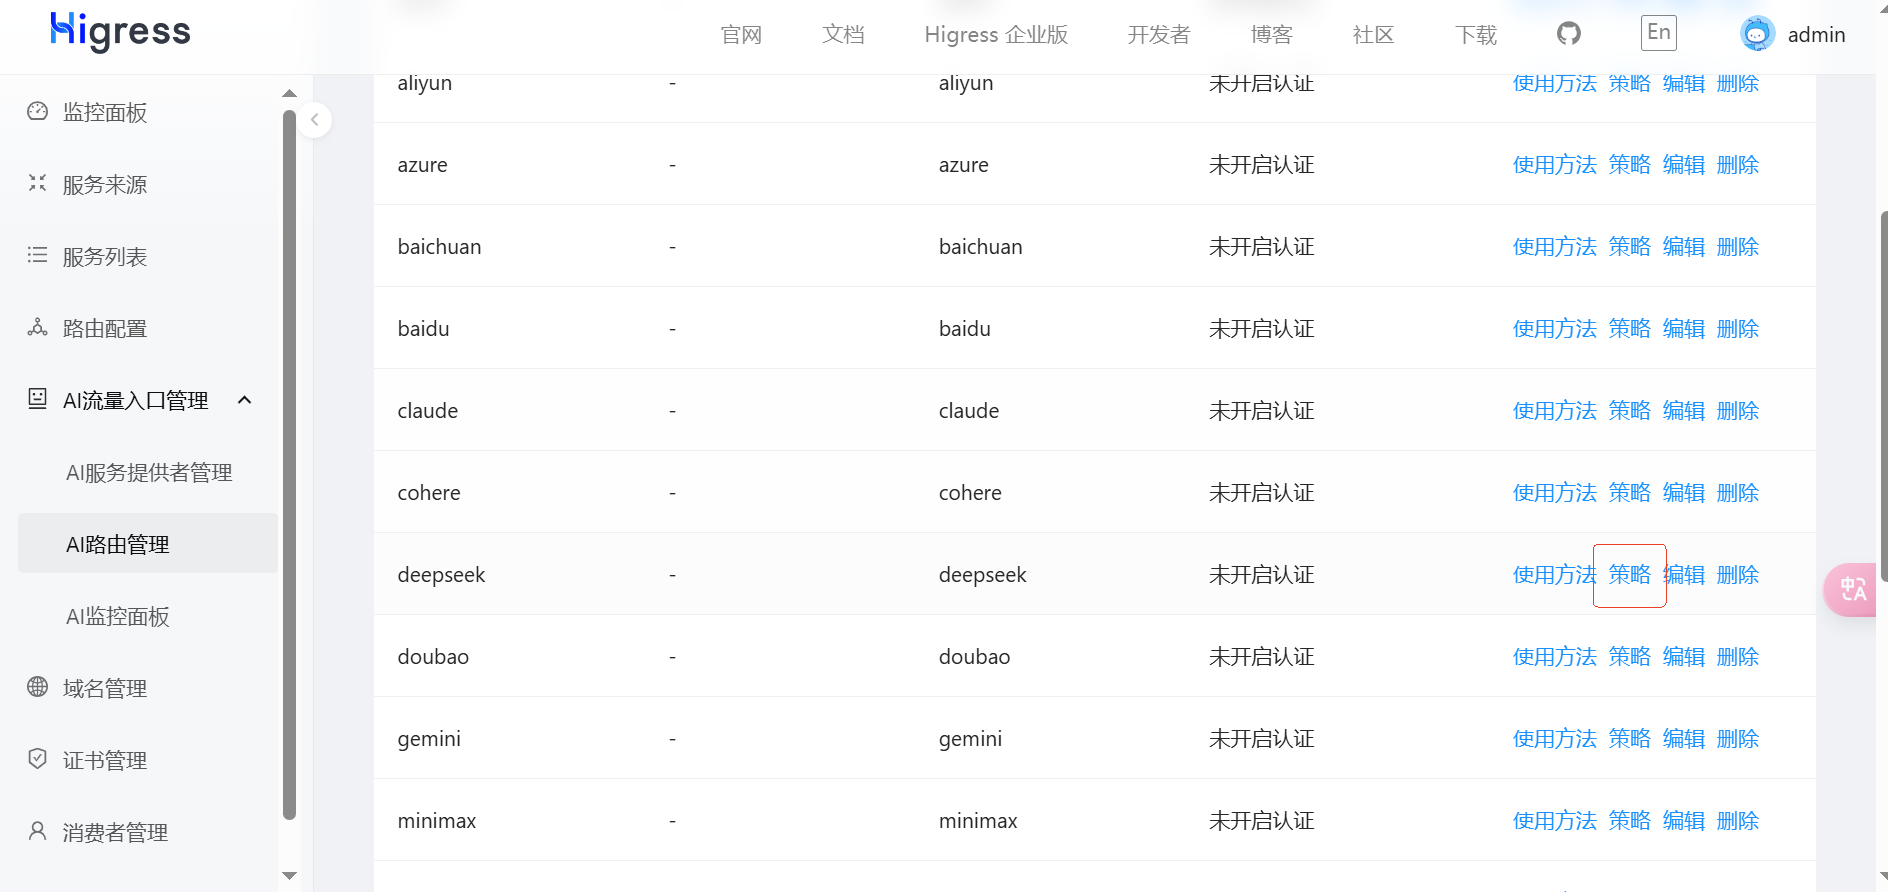 Higress
官网 文档 Higress 企业版 开发者 博客 社区 下载 En admin
监控面板
服务来源
服务列表
路由配置
AI流量入口管理
AI服务提供者管理
AI路由管理
AI监控面板
域名管理
证书管理
消费者管理
aliyun - aliyun 未开启认证 使用方法 策略 编辑 删除
azure - azure 未开启认证 使用方法 策略 编辑 删除
baichuan - baichuan 未开启认证 使用方法 策略 编辑 删除
baidu - baidu 未开启认证 使用方法 策略 编辑 删除
claude - claude 未开启认证 使用方法 策略 编辑 删除
cohere - cohere 未开启认证 使用方法 策略 编辑 删除
deepseek - deepseek 未开启认证 使用方法 策略 编辑 删除
doubao - doubao 未开启认证 使用方法 策略 编辑 删除
gemini - gemini 未开启认证 使用方法 策略 编辑 删除
minimax - minimax 未开启认证 使用方法 策略 编辑 删除
中A